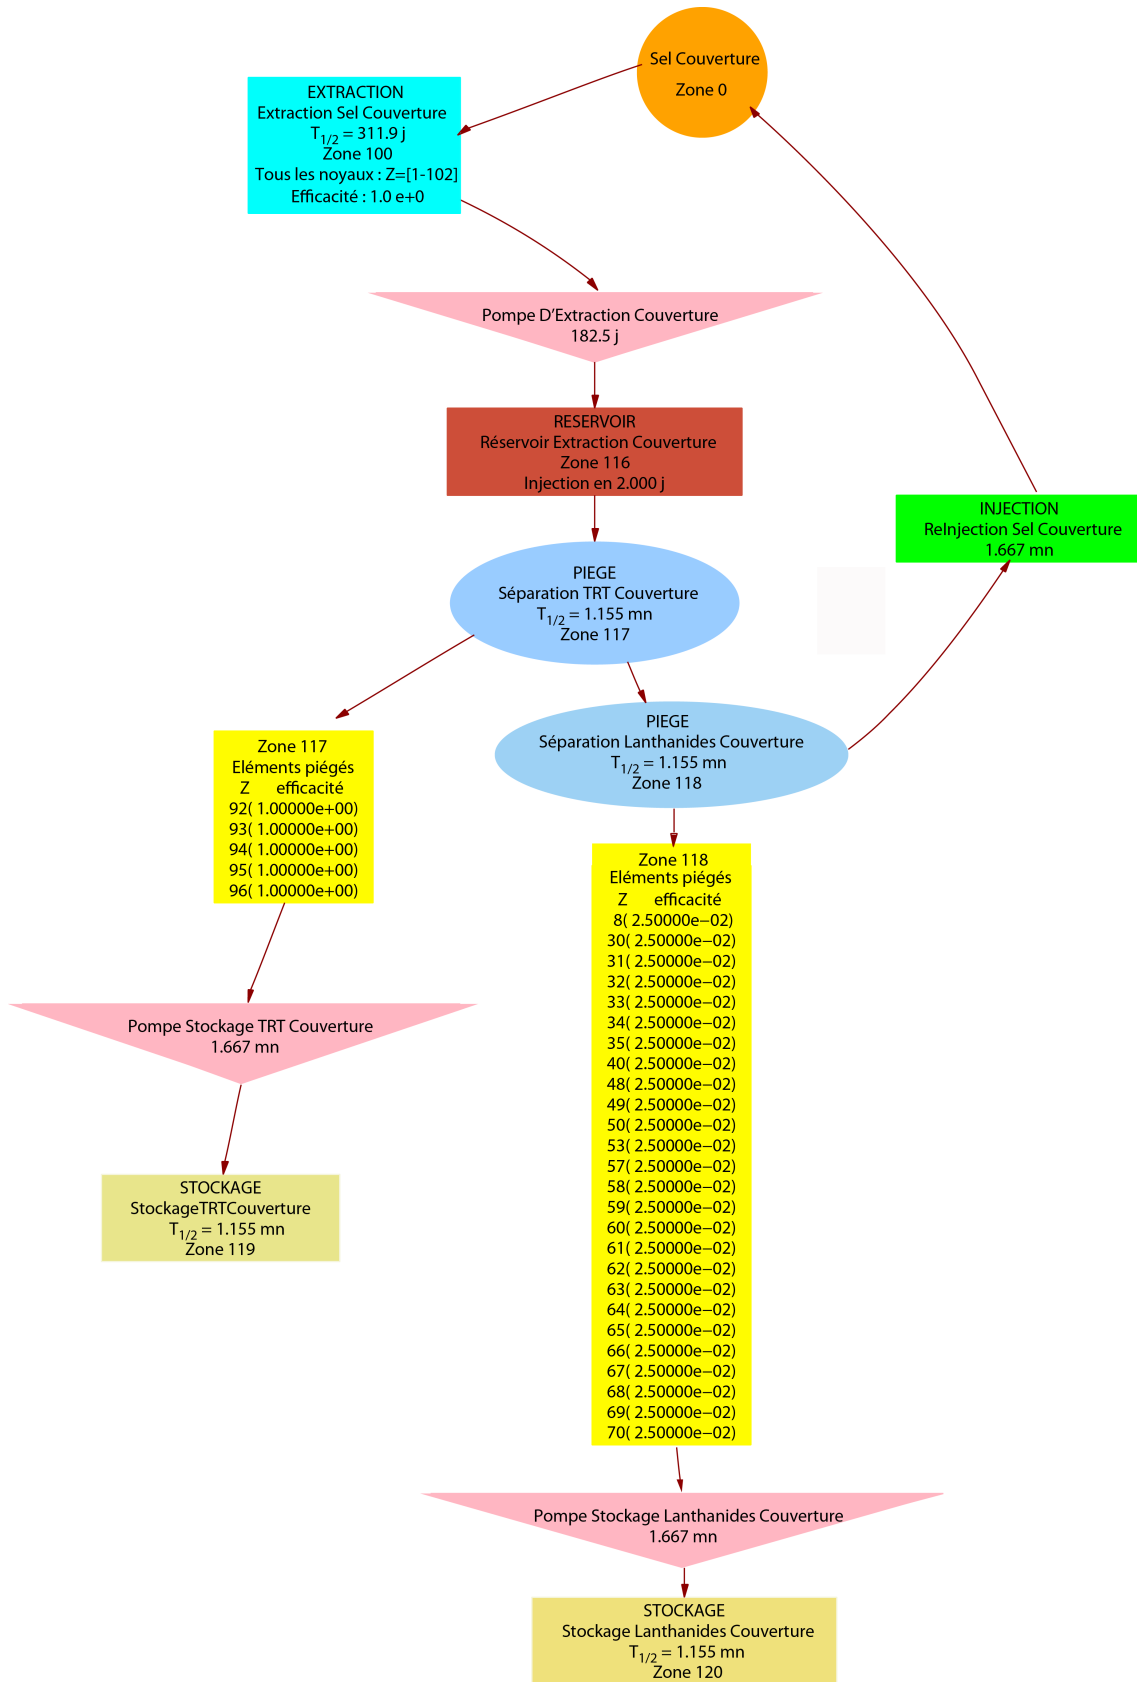 Sel Couverture
Zone 0
EXTRACTION
Extraction Sel Couverture
T1/2 = 311.9 j
Zone 100
Tous les noyaux : Z=[1-102]
Efficacité : 1.0 e+0
Pompe D’Extraction Couverture
182.5 j
RESERVOIR
Réservoir Extraction Couverture
Zone 116
Injection en 2.000 j
INJECTION
ReInjection Sel Couverture
1.667 mn
PIEGE
Séparation TRT Couverture
T1/2 = 1.155 mn
Zone 117
PIEGE
Séparation Lanthanides Couverture
T1/2 = 1.155 mn
Zone 118
Zone 117
Eléments piégés
Z efficacité
92( 1.00000e+00)
93( 1.00000e+00)
94( 1.00000e+00)
95( 1.00000e+00)
96( 1.00000e+00)
Zone 118
Eléments piégés
Z efficacité
8( 2.50000e−02)
30( 2.50000e−02)
31( 2.50000e−02)
32( 2.50000e−02)
33( 2.50000e−02)
34( 2.50000e−02)
35( 2.50000e−02)
40( 2.50000e−02)
48( 2.50000e−02)
49( 2.50000e−02)
50( 2.50000e−02)
53( 2.50000e−02)
57( 2.50000e−02)
58( 2.50000e−02)
59( 2.50000e−02)
60( 2.50000e−02)
61( 2.50000e−02)
62( 2.50000e−02)
63( 2.50000e−02)
64( 2.50000e−02)
65( 2.50000e−02)
66( 2.50000e−02)
67( 2.50000e−02)
68( 2.50000e−02)
69( 2.50000e−02)
70( 2.50000e−02)
Pompe Stockage TRT Couverture
1.667 mn
STOCKAGE
StockageTRTCouverture
T1/2 = 1.155 mn
Zone 119
Pompe Stockage Lanthanides Couverture
1.667 mn
STOCKAGE
Stockage Lanthanides Couverture
T1/2 = 1.155 mn
Zone 120